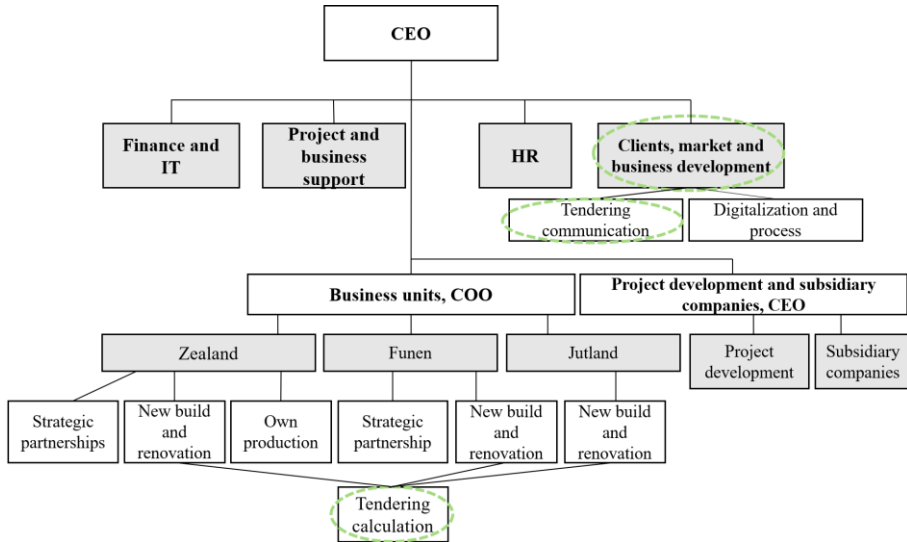 CEO
Finance and
IT
Project and
business
support
HR
Clients, market and
business development
Tendering
communication
Digitalization and
process
Business units, COO
Project development and subsidiary
companies, CEO
Zealand
Funen
Jutland
Project
development
Subsidiary
companies
Strategic
partnerships
New build
and
renovation
Own
production
Strategic
partnership
New build
and
renovation
New build
and
renovation
Tendering
calculation